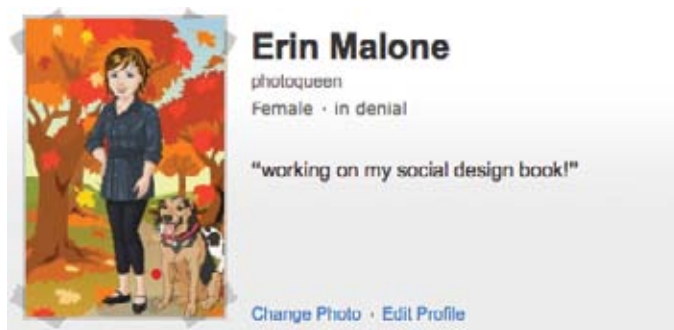 Erin Malone
photoqueen
Female · in denial
“working on my social design book!”
Change Photo · Edit Profile